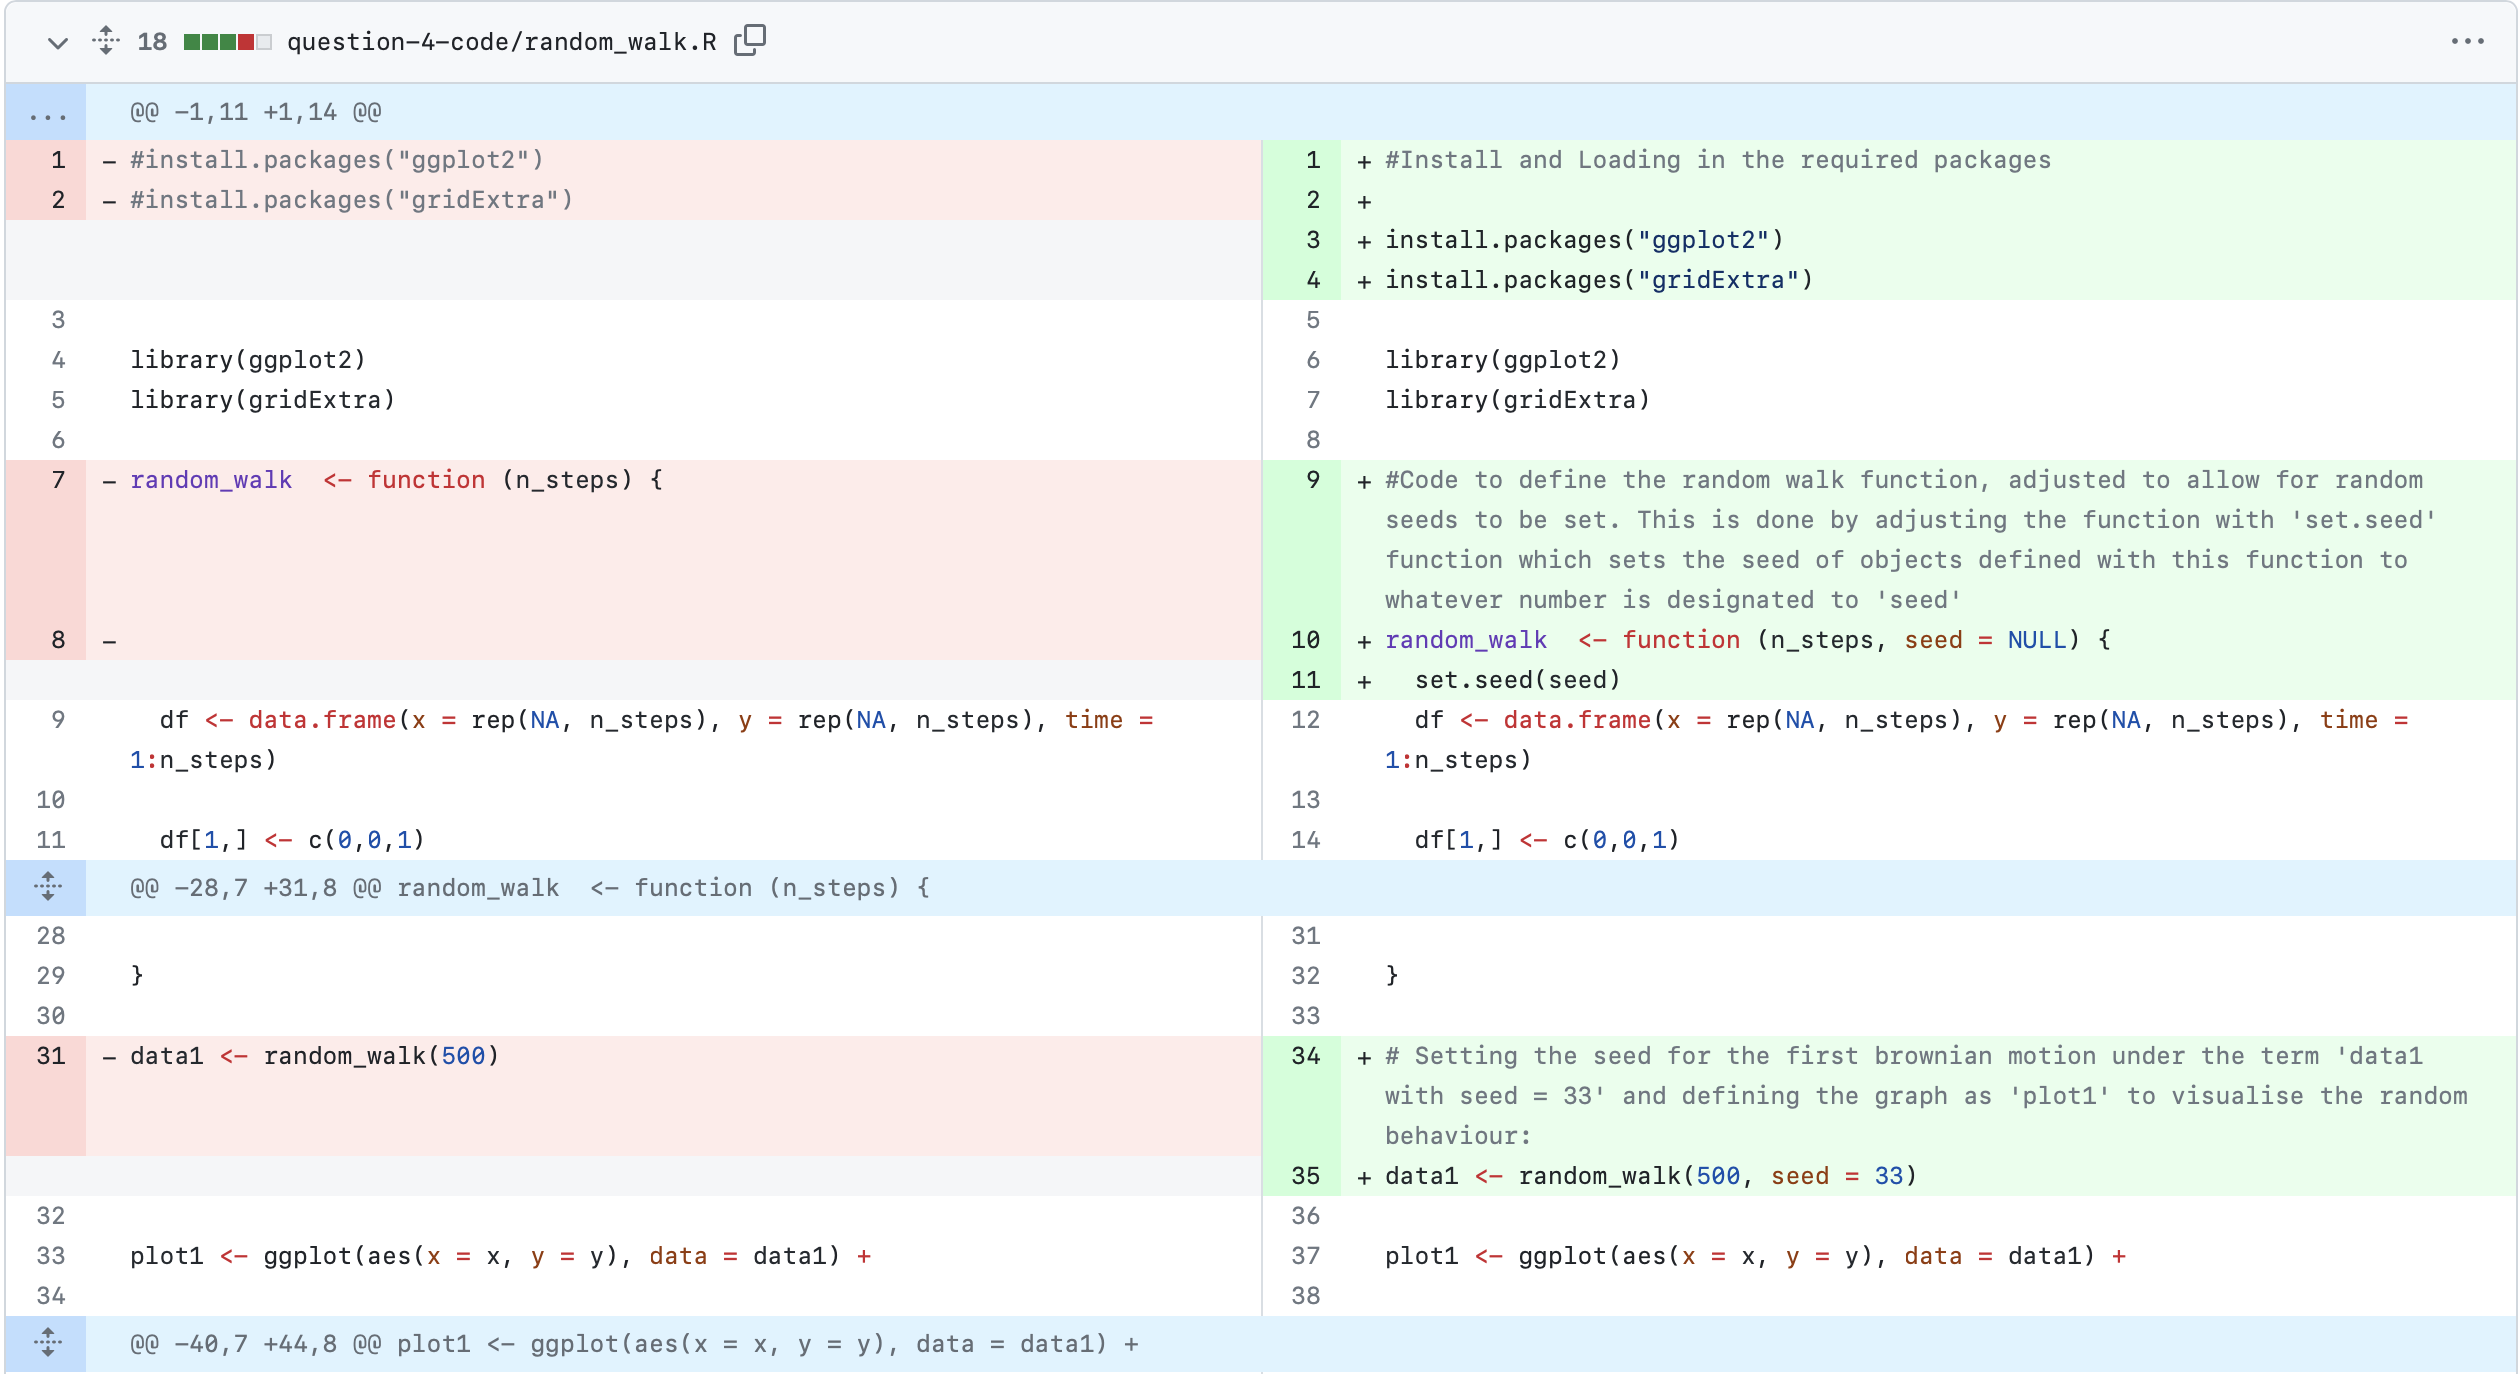 18 question-4-code/random_walk.R
@@ -1,11 +1,14 @@
1 - #install.packages("ggplot2")
2 - #install.packages("gridExtra")
1 + #Install and Loading in the required packages
2 +
3 + install.packages("ggplot2")
4 + install.packages("gridExtra")
3
4 library(ggplot2)
5 library(gridExtra)
6
5
6 library(ggplot2)
7 library(gridExtra)
8
7 - random_walk  <- function (n_steps) {
8 -
9 + #Code to define the random walk function, adjusted to allow for random
seeds to be set. This is done by adjusting the function with 'set.seed'
function which sets the seed of objects defined with this function to
whatever number is designated to 'seed'
10 + random_walk  <- function (n_steps, seed = NULL) {
11 +   set.seed(seed)
9   df <- data.frame(x = rep(NA, n_steps), y = rep(NA, n_steps), time =
1:n_steps)
10
11   df[1,] <- c(0,0,1)
12   df <- data.frame(x = rep(NA, n_steps), y = rep(NA, n_steps), time =
1:n_steps)
13
14   df[1,] <- c(0,0,1)
@@ -28,7 +31,8 @@ random_walk  <- function (n_steps) {
28
29 }
30
31
32 }
33
31 - data1 <- random_walk(500)
34 + # Setting the seed for the first brownian motion under the term 'data1
with seed = 33' and defining the graph as 'plot1' to visualise the random
behaviour:
35 + data1 <- random_walk(500, seed = 33)
32
33 plot1 <- ggplot(aes(x = x, y = y), data = data1) +
34
36
37 plot1 <- ggplot(aes(x = x, y = y), data = data1) +
38
@@ -40,7 +44,8 @@ plot1 <- ggplot(aes(x = x, y = y), data = data1) +